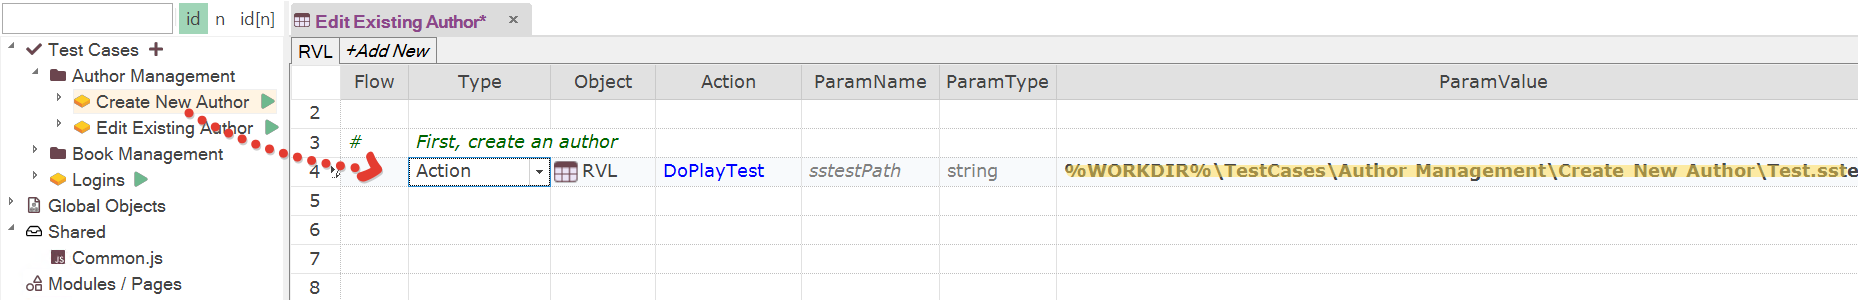 id n id[n]
Edit Existing Author* ×
Test Cases +
RVL +Add New
Author Management
Flow Type Object Action ParamName ParamType ParamValue
Create New Author
2
Edit Existing Author
3 # First, create an author
Book Management
4 Action RVL DoPlayTest sstestPath string %WORKDIR%\TestCases\Author Management\Create New Author\Test.sste
Logins
5
Global Objects
6
Shared
7
Common.js
JS
8
Modules / Pages